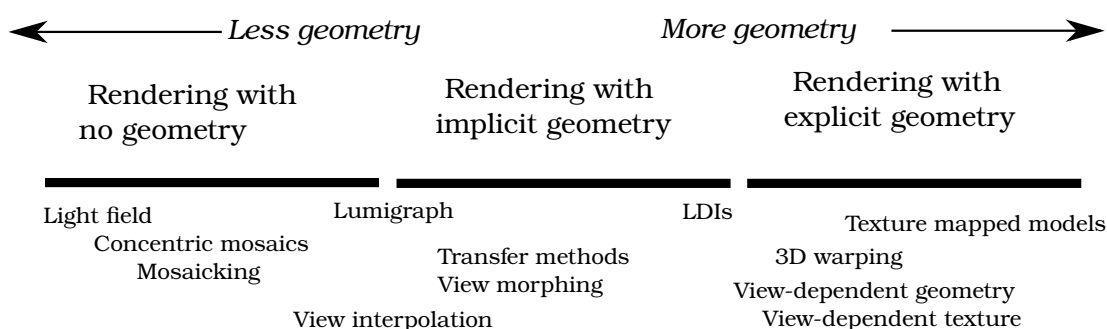 Less geometry
More geometry
Rendering with
no geometry
Rendering with
implicit geometry
Rendering with
explicit geometry
Light field
Concentric mosaics
Mosaicking
Lumigraph
LDIs
Transfer methods
View morphing
View interpolation
Texture mapped models
3D warping
View-dependent geometry
View-dependent texture